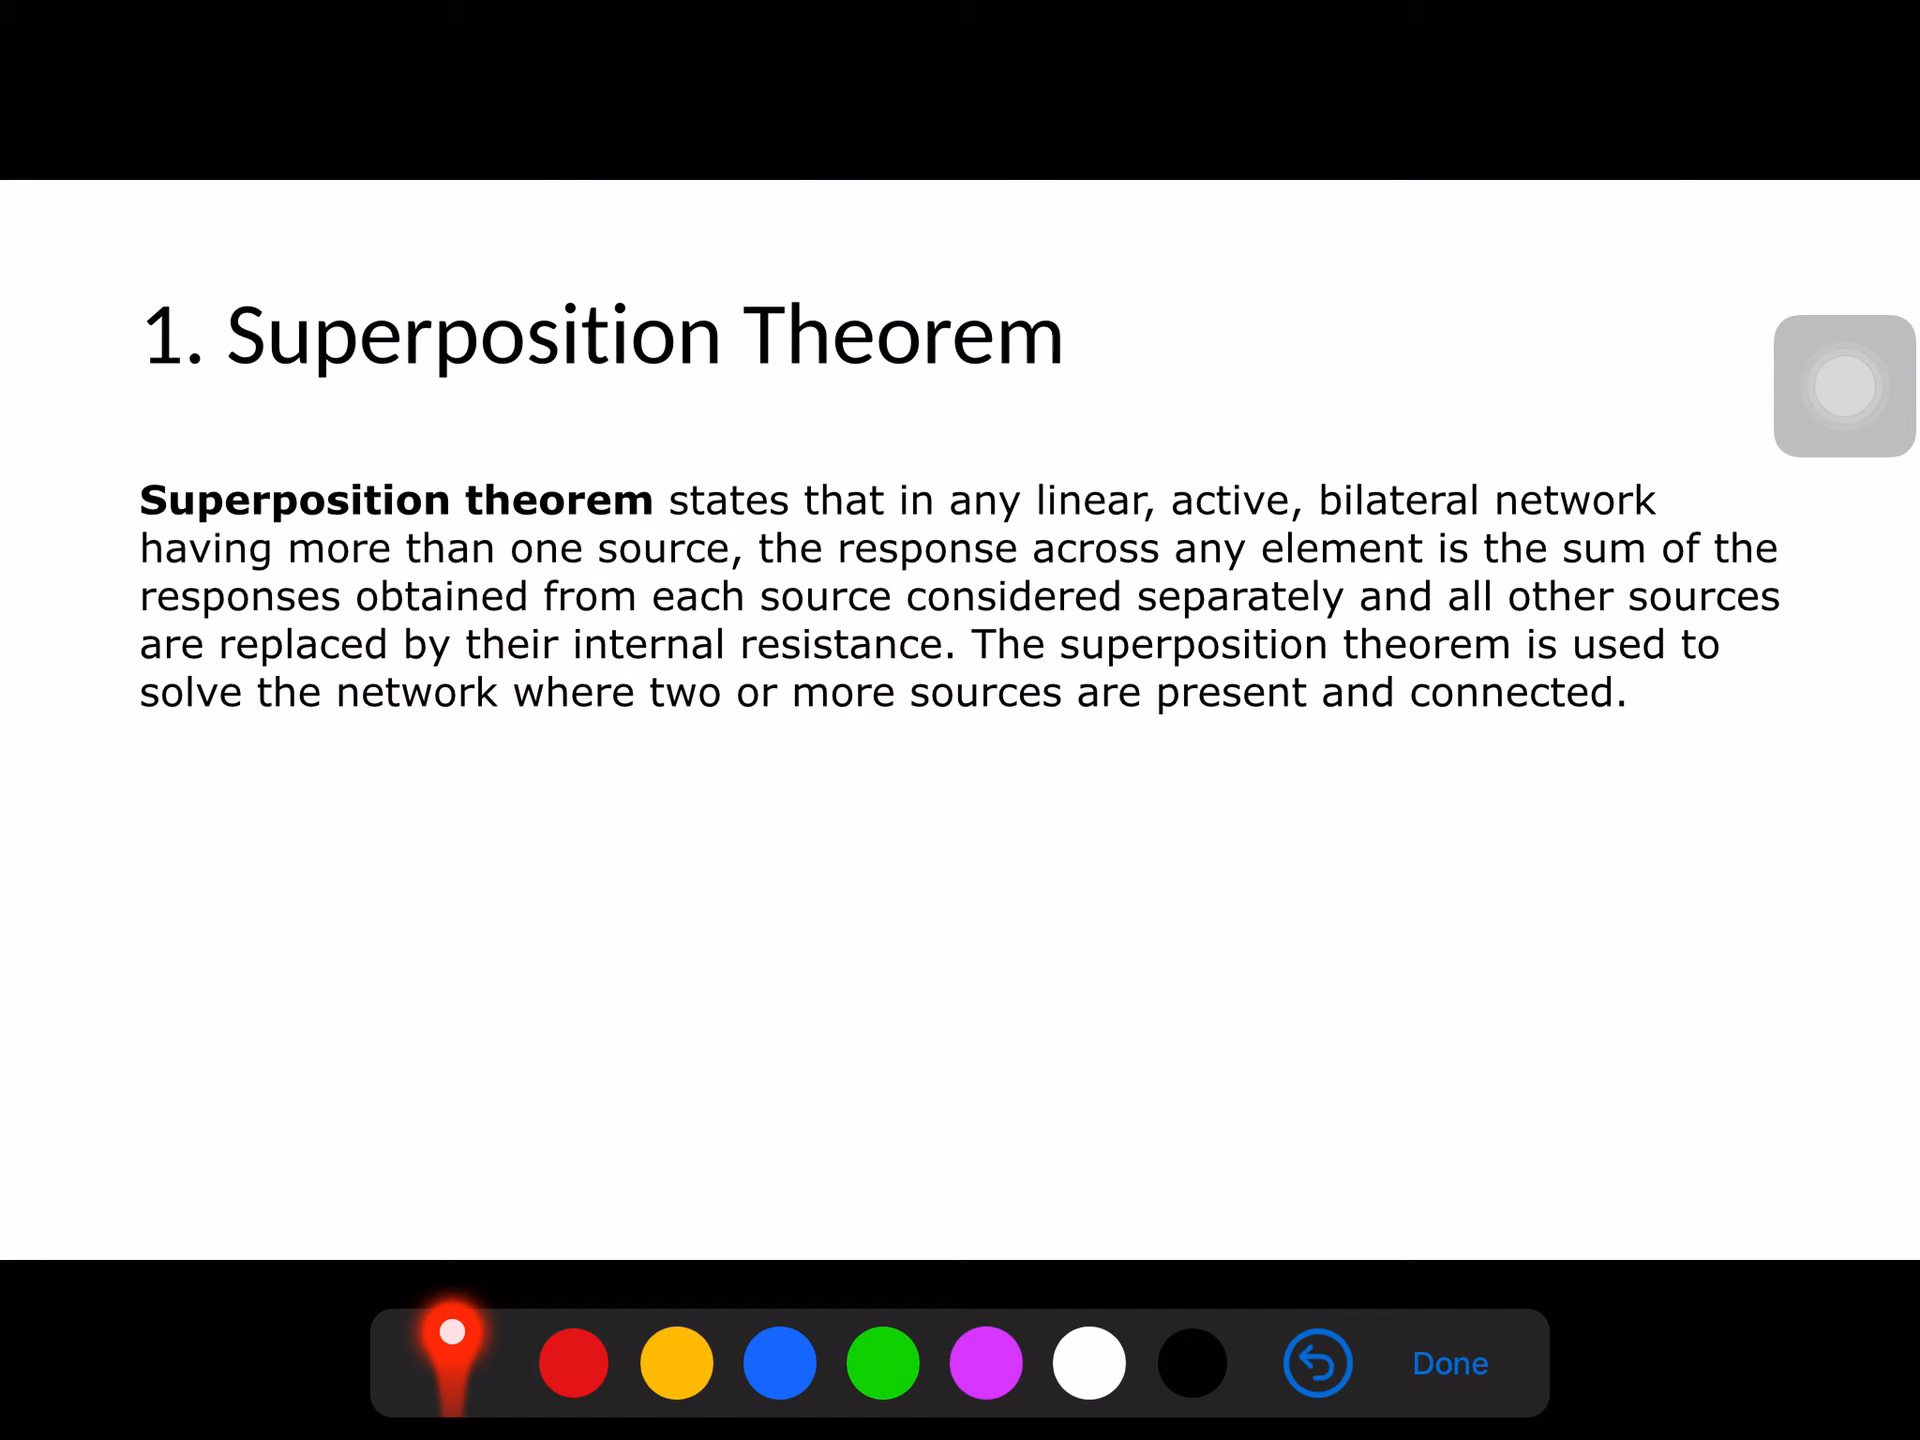 1. Superposition Theorem
Superposition theorem states that in any linear, active, bilateral network
having more than one source, the response across any element is the sum of the
responses obtained from each source considered separately and all other sources
are replaced by their internal resistance. The superposition theorem is used to
solve the network where two or more sources are present and connected.
Done